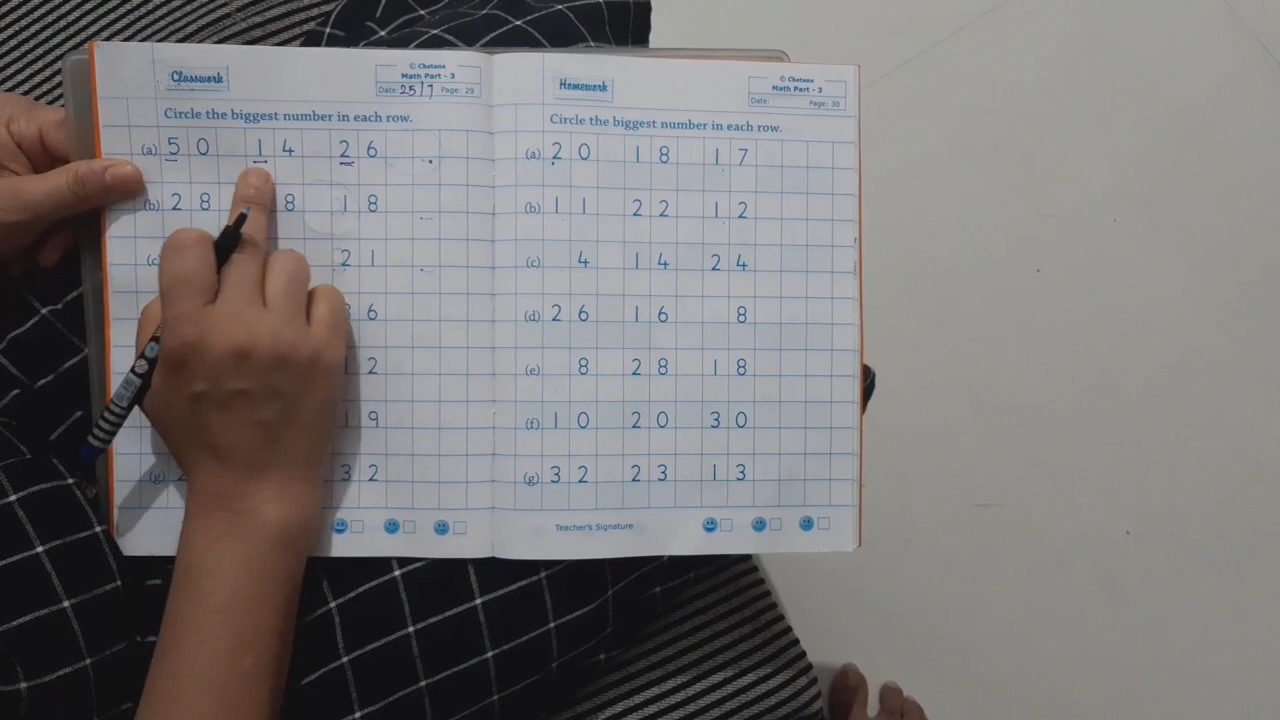 Classwork
© Chetana
Math Part - 3
Date 25/7 Page: 29
Circle the biggest number in each row.
(a) 50 14 26
(b) 28 8 18
(c 21
6
12
19
(g) 32
Homework
© Chetana
Math Part - 3
Date: Page: 30
Circle the biggest number in each row.
(a) 20 18 17
(b) 11 22 12
(c) 4 14 24
(d) 26 16 8
(e) 8 28 18
(f) 10 20 30
(g) 32 23 13
Teacher's Signature